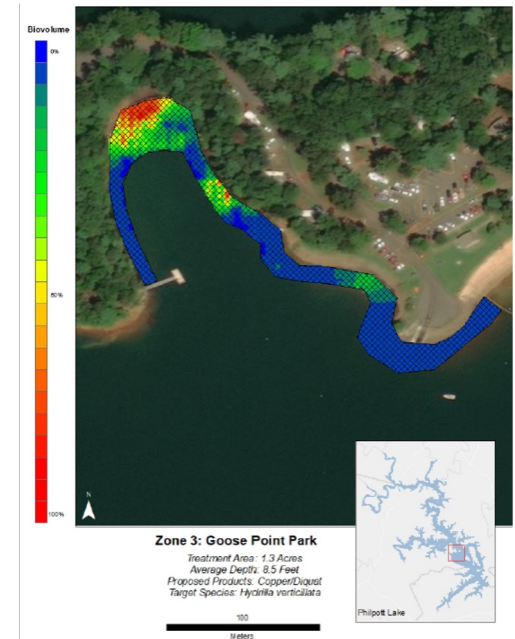 Biovolume
0%
50%
100%
N
Zone 3: Goose Point Park
Treatment Area: 1.3 Acres
Average Depth: 8.5 Feet
Proposed Products: Copper/Diquat
Target Species: Hydrilla verticillata
100
Meters
Philpott Lake